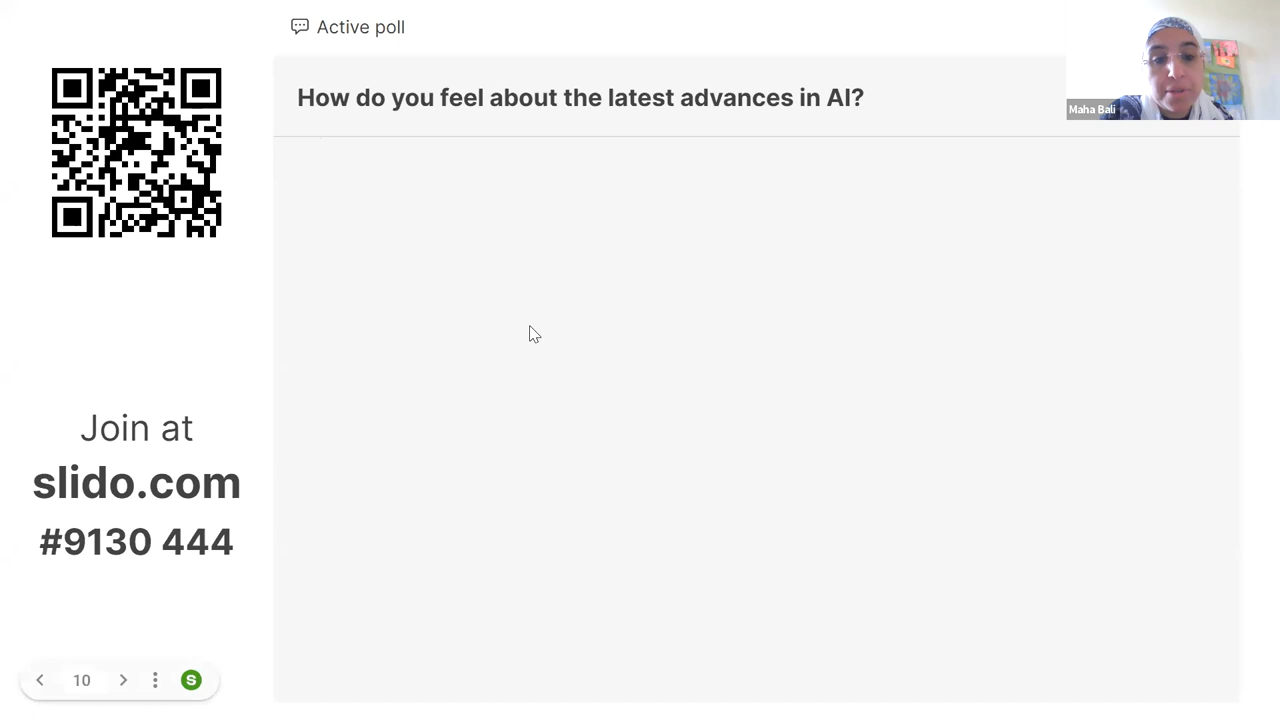 Active poll
How do you feel about the latest advances in AI?
Maha Bali
Join at
slido.com
#9130 444
10
S